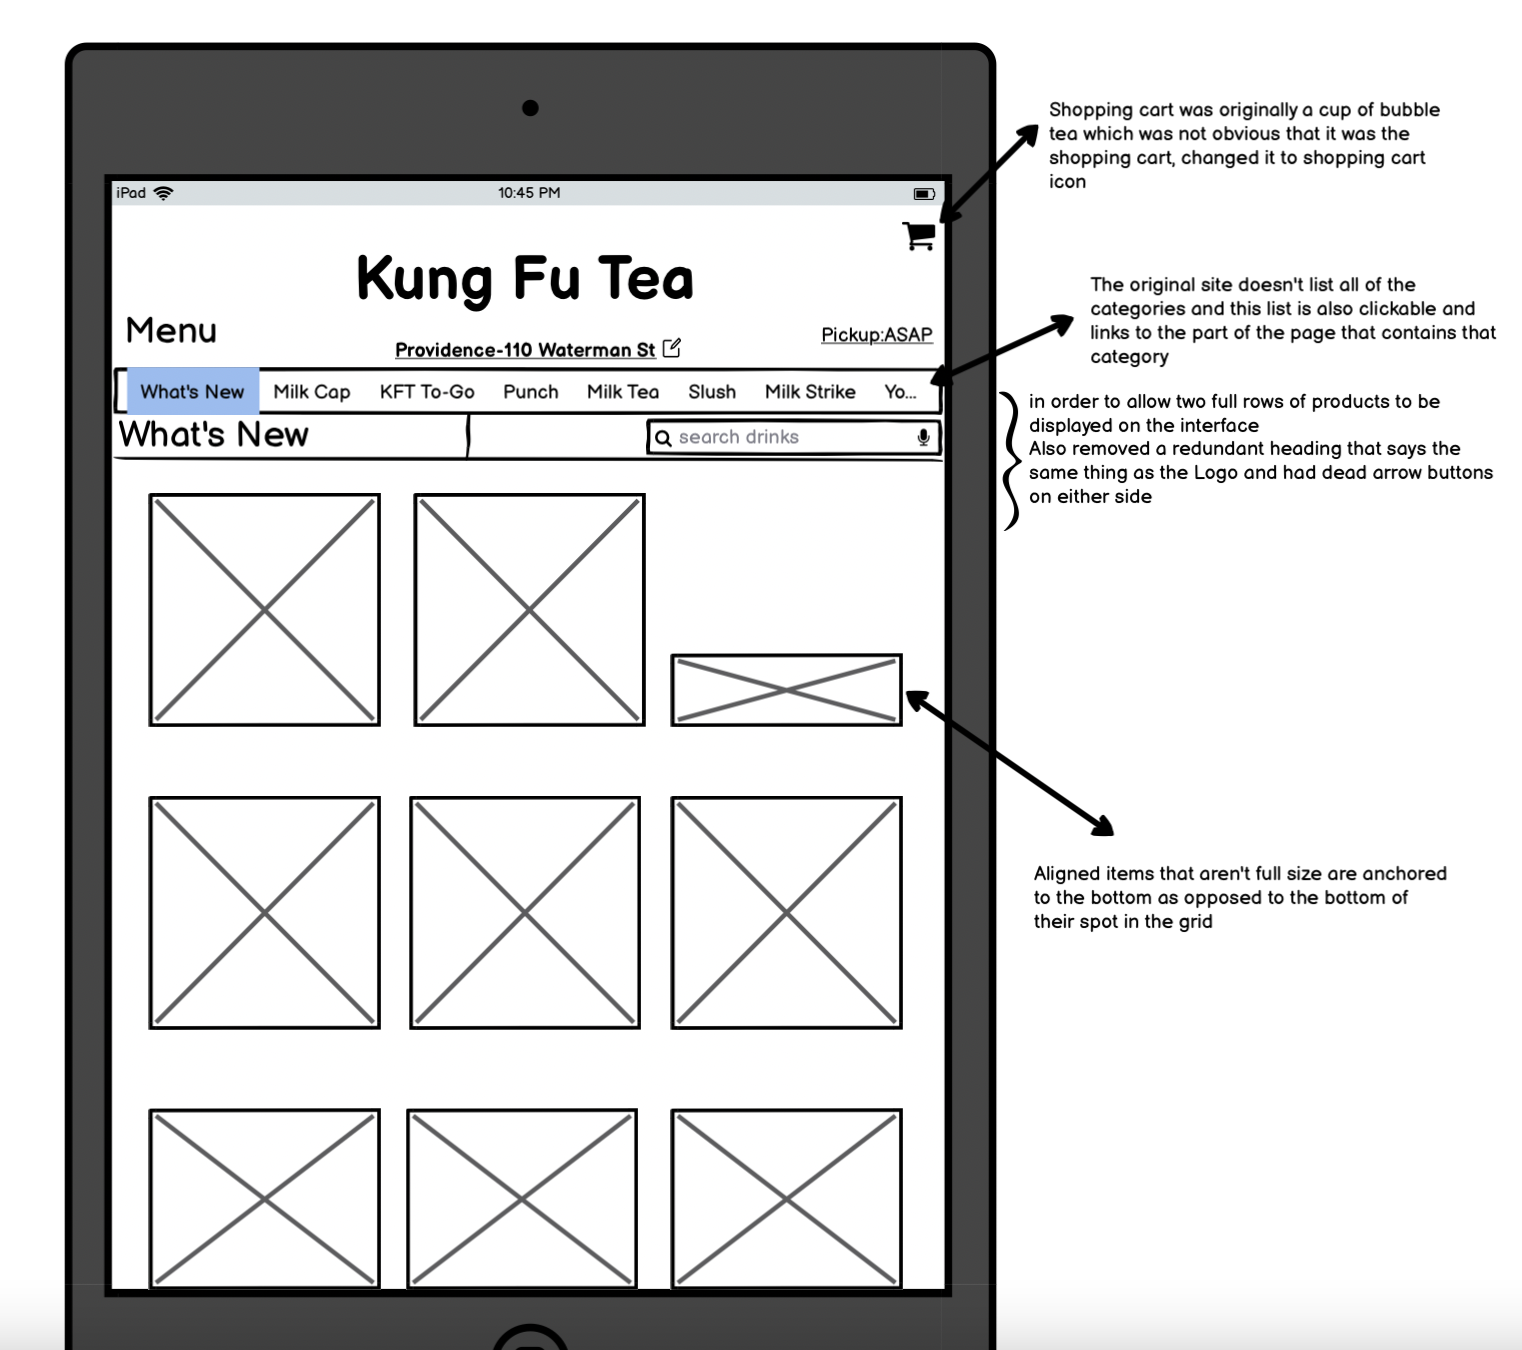 iPad
10:45 PM
Kung Fu Tea
Menu
Providence-110 Waterman St
Pickup:ASAP
What's New Milk Cap KFT To-Go Punch Milk Tea Slush Milk Strike Yo...
What's New
search drinks
Shopping cart was originally a cup of bubble
tea which was not obvious that it was the
shopping cart, changed it to shopping cart
icon
The original site doesn't list all of the
categories and this list is also clickable and
links to the part of the page that contains that
category
in order to allow two full rows of products to be
displayed on the interface
Also removed a redundant heading that says the
same thing as the Logo and had dead arrow buttons
on either side
Aligned items that aren't full size are anchored
to the bottom as opposed to the bottom of
their spot in the grid